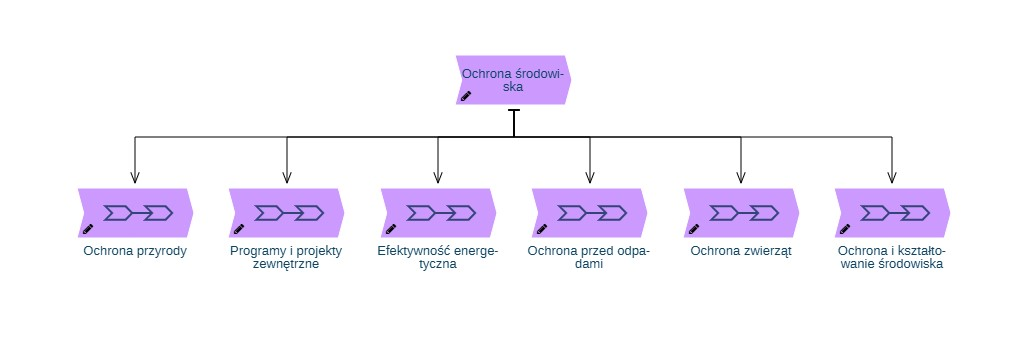 Ochrona środowi-
ska
Ochrona przyrody
Programy i projekty
zewnętrzne
Efektywność energe-
tyczna
Ochrona przed odpa-
dami
Ochrona zwierząt
Ochrona i kształto-
wanie środowiska